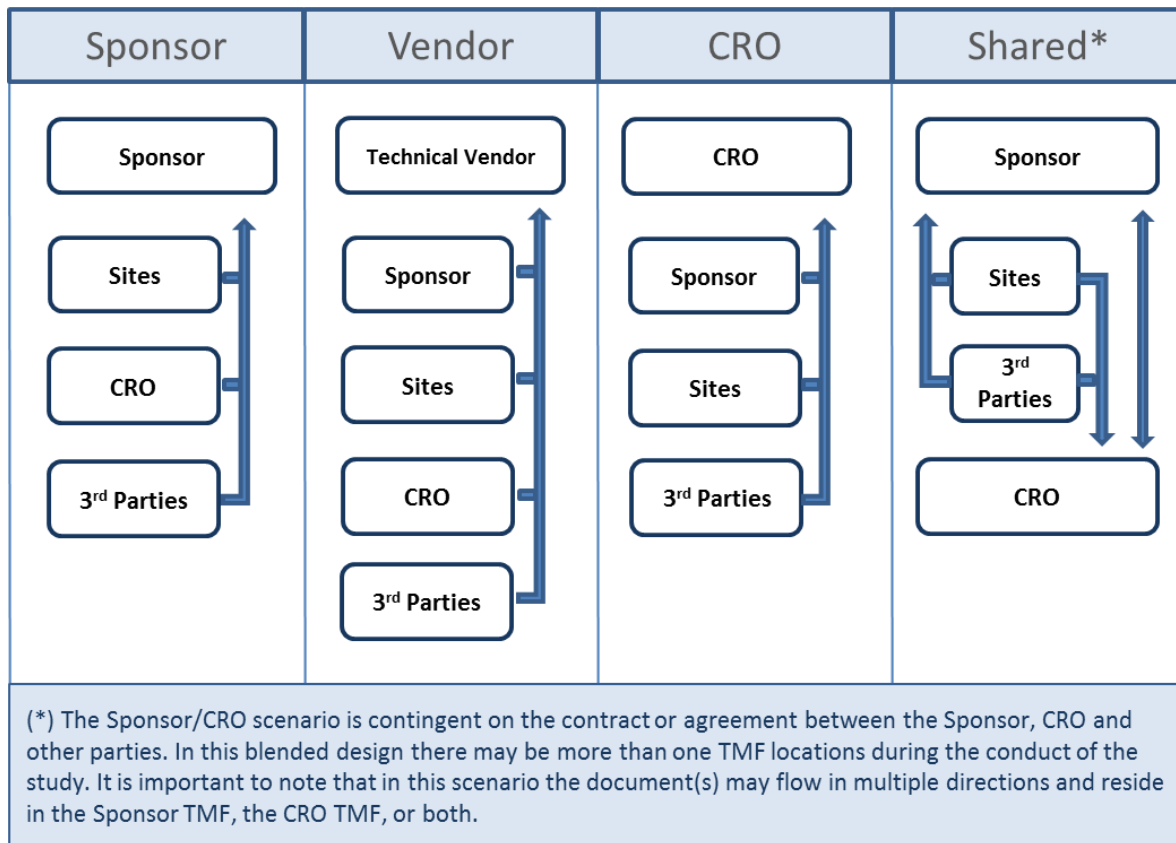 Sponsor
Vendor
CRO
Shared*
Sponsor
Sites
CRO
3rd Parties
Technical Vendor
Sponsor
Sites
CRO
3rd Parties
CRO
Sponsor
Sites
3rd Parties
Sponsor
Sites
3rd
Parties
CRO
(*) The Sponsor/CRO scenario is contingent on the contract or agreement between the Sponsor, CRO and
other parties. In this blended design there may be more than one TMF locations during the conduct of the
study. It is important to note that in this scenario the document(s) may flow in multiple directions and reside
in the Sponsor TMF, the CRO TMF, or both.